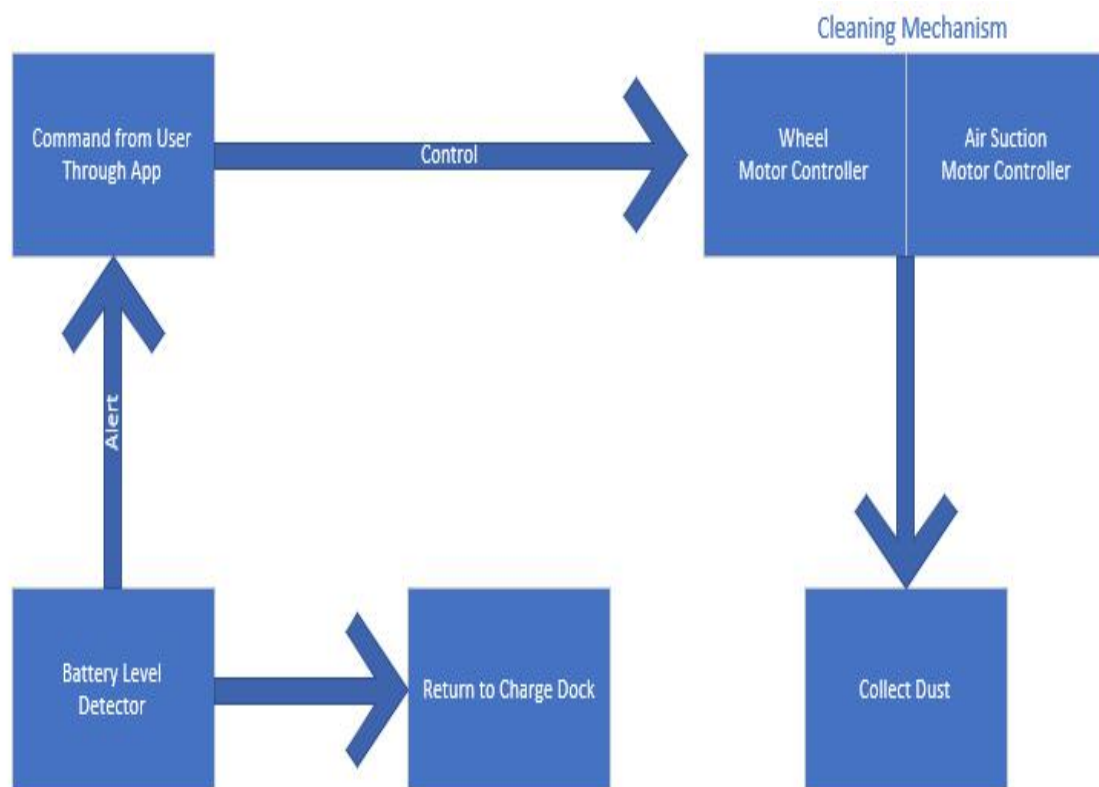 Cleaning Mechanism
Command from User
Through App
Control
Wheel
Motor Controller
Air Suction
Motor Controller
Alert
Battery Level
Detector
Return to Charge Dock
Collect Dust